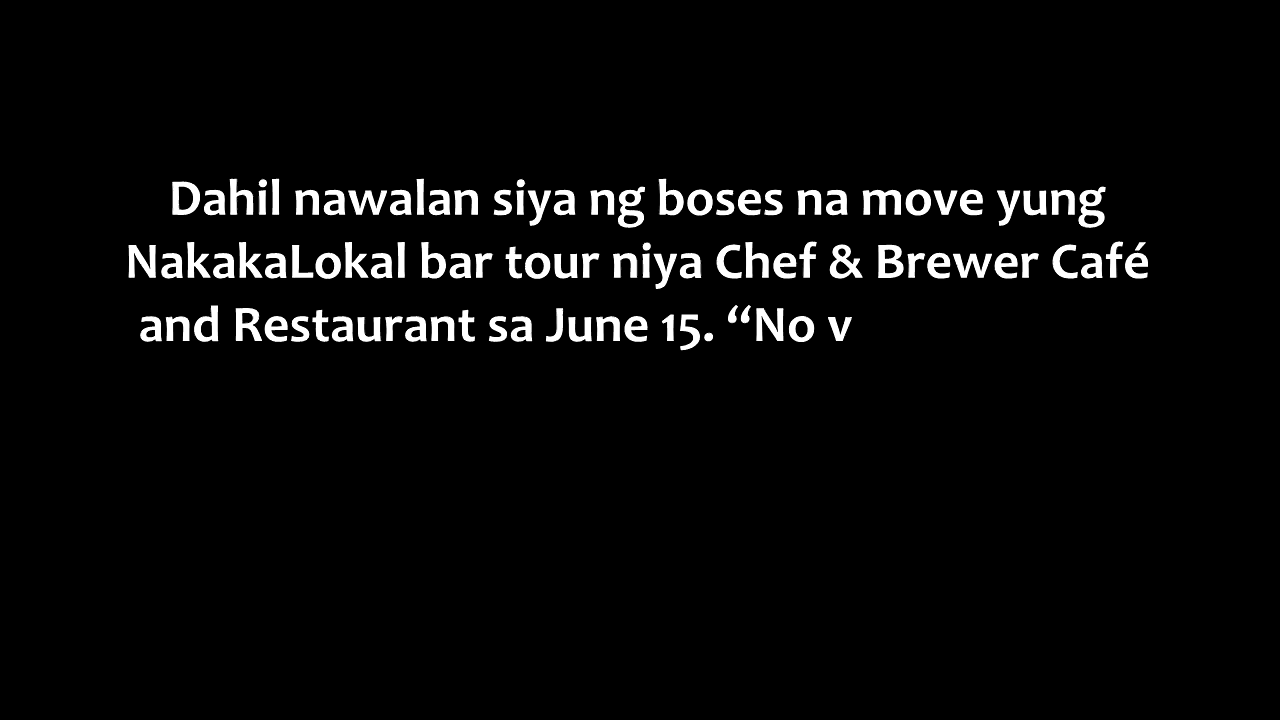 Dahil nawalan siya ng boses na move yung
NakakaLokal bar tour niya Chef & Brewer Café
and Restaurant sa June 15. “No v